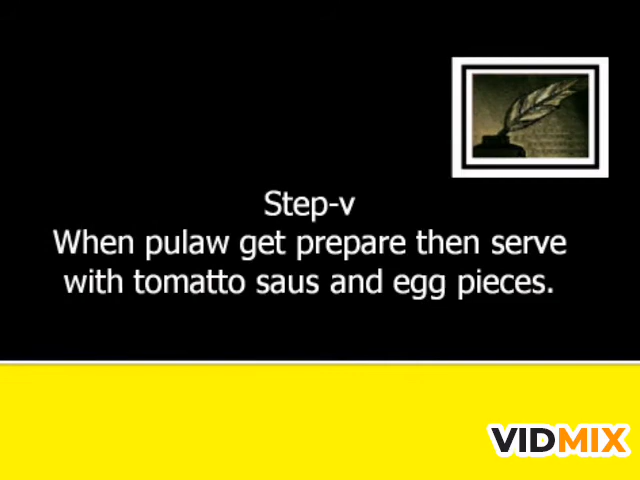 Step-v
When pulaw get prepare then serve
with tomatto saus and egg pieces.
VIDMIX